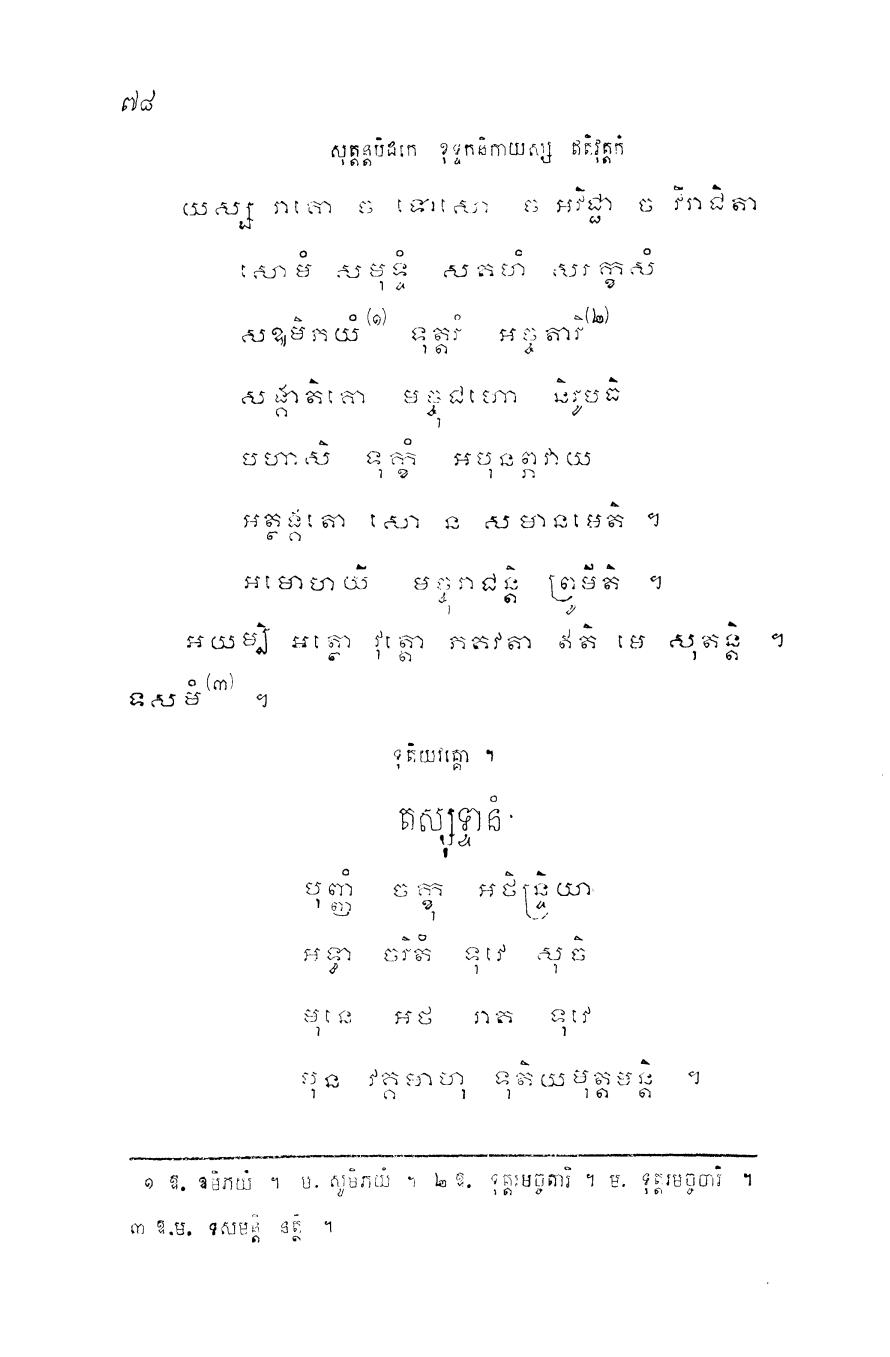 ៧៨
សុត្តន្តបិដកេ ខុទ្ទកនិកាយស្ស ឥតិវុត្តកំ
យស្ស រាគោ ច ទោសោ ច អវិជ្ជា ច វិរាជិតា
សោមំ សមុទ្ទំ សគហំ សរក្ខសំ
សឩមិភយំ(១) ទុត្តរំ អច្ចតារិ(២)
សង្គាតិគោ មច្ចុជហោ និរូបធិ
បហាសិ ទុក្ខំ អបុនព្ភវាយ
អត្ថង្គតោ សោ ន សមានមេតិ ។
អមោហយិ មច្ចុរាជន្តិ ព្រូមីតិ ។
អយម្បិ អត្ថោ វុត្តោ ភគវតា ឥតិ មេ សុតន្តិ ។
ទសមំ(៣) ។
ទុតិយវគ្គោ ។
តស្សុទ្ទានំ
បុញ្ញំ ចក្ខុ អថិន្ទ្រិយា
អទ្ធា ចរិតំ ទុវេ សុចិ
មុនេ អថ រាគ ទុវេ
បុន វគ្គមាហុ ទុតិយមុត្តមន្តិ ។
១ ឱ. ឧមិភយំ ។ ប. សូមិភយំ ។ ២ ឱ. ទុត្តរមច្ចតារិ ។ ម. ទុត្តរមច្ចបារិ ។
៣ ឱ.ម. ទសមន្តិ នត្ថិ ។